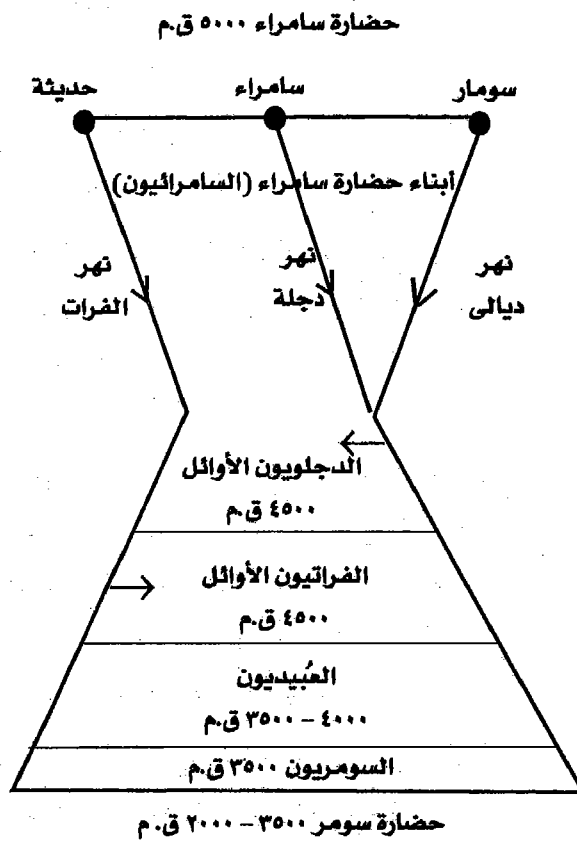 حضارة سامراء ٥٠٠٠ ق.م
سومار
سامراء
حديثة
أبناء حضارة سامراء (السامرائيون)
نهر
ديالى
نهر
دجلة
نهر
الفرات
الدجلويون الأوائل
٤٥٠٠ ق.م
الفراتيون الأوائل
٤٥٠٠ ق.م
العُبيديون
٤٠٠٠ – ٣٥٠٠ ق.م
السومريون ٣٥٠٠ ق.م
حضارة سومر ٣٥٠٠ – ٢٠٠٠ ق.م